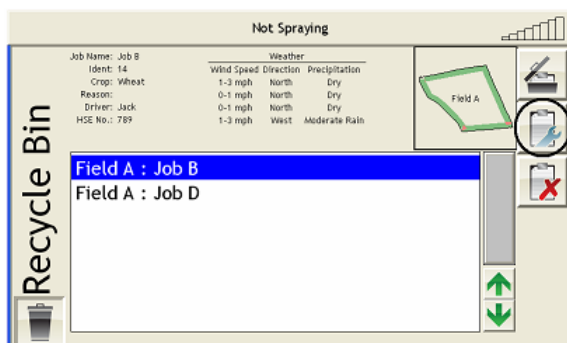 Not Spraying
Job Name: Job B
Ident: 14
Crop: Wheat
Reason:
Driver: Jack
HSE No.: 789
Weather
Wind Speed Direction Precipitation
1-3 mph North Dry
0-1 mph North Dry
0-1 mph North Dry
1-3 mph West Moderate Rain
Field A
Recycle Bin
Field A : Job B
Field A : Job D